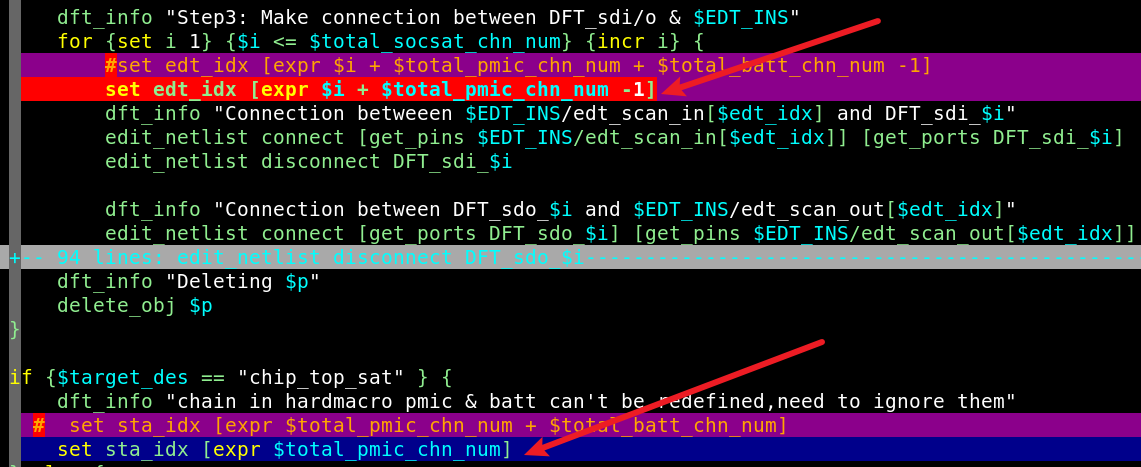 dft_info "Step3: Make connection between DFT_sdi/o & $EDT_INS"
for {set i 1} {$i <= $total_socsat_chn_num} {incr i} {
#set edt_idx [expr $i + $total_pmic_chn_num + $total_batt_chn_num -1]
set edt_idx [expr $i + $total_pmic_chn_num -1]
dft_info "Connection betweeen $EDT_INS/edt_scan_in[$edt_idx] and DFT_sdi_$i"
edit_netlist connect [get_pins $EDT_INS/edt_scan_in[$edt_idx]] [get_ports DFT_sdi_$i]
edit_netlist disconnect DFT_sdi_$i
dft_info "Connection between DFT_sdo_$i and $EDT_INS/edt_scan_out[$edt_idx]"
edit_netlist connect [get_ports DFT_sdo_$i] [get_pins $EDT_INS/edt_scan_out[$edt_idx]]
+-- 94 lines: edit_netlist disconnect DFT_sdo_$i----------------------------------------------
dft_info "Deleting $p"
delete_obj $p
}
if {$target_des == "chip_top_sat" } {
dft_info "chain in hardmacro pmic & batt can't be redefined,need to ignore them"
#  set sta_idx [expr $total_pmic_chn_num + $total_batt_chn_num]
set sta_idx [expr $total_pmic_chn_num]